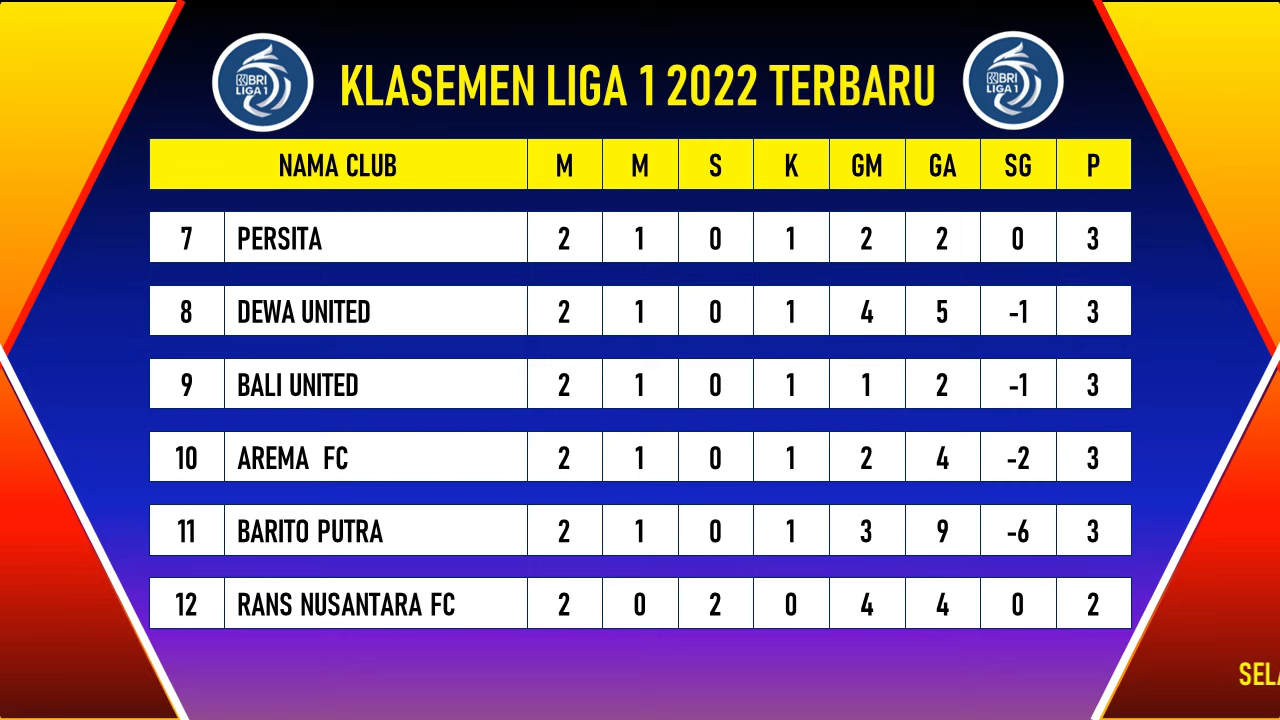 BRI
LIGA 1
KLASEMEN LIGA 1 2022 TERBARU
BRI
LIGA 1
NAMA CLUB M M S K GM GA SG P
7 PERSITA 2 1 0 1 2 2 0 3
8 DEWA UNITED 2 1 0 1 4 5 -1 3
9 BALI UNITED 2 1 0 1 1 2 -1 3
10 AREMA FC 2 1 0 1 2 4 -2 3
11 BARITO PUTRA 2 1 0 1 3 9 -6 3
12 RANS NUSANTARA FC 2 0 2 0 4 4 0 2